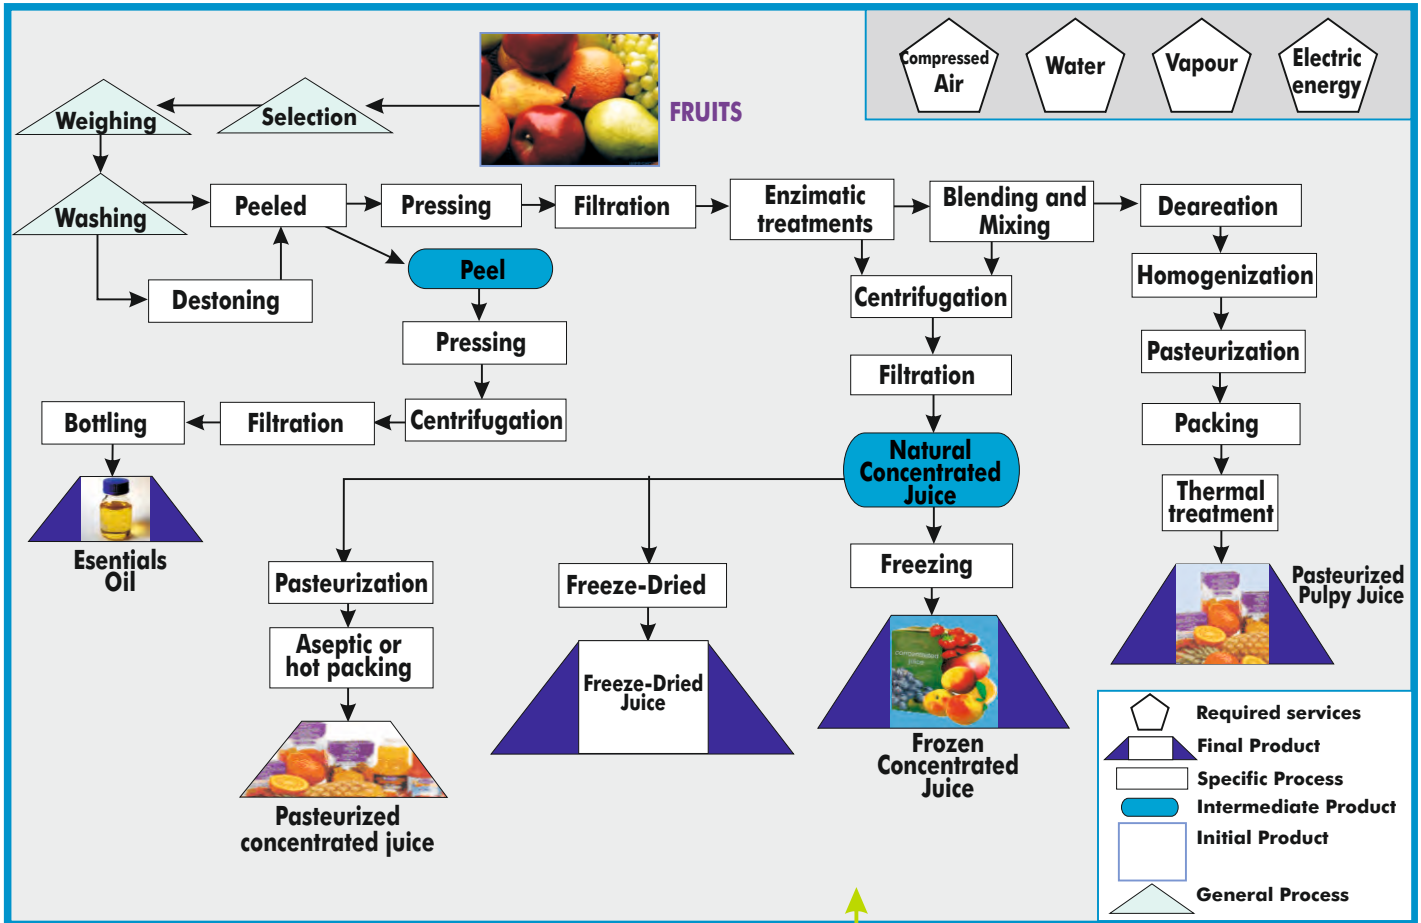 Compressed
Air
Water
Vapour
Electric
energy
FRUITS
Selection
Weighing
Washing
Peeled
Pressing
Filtration
Enzimatic
treatments
Blending and
Mixing
Deareation
Destoning
Peel
Centrifugation
Homogenization
Pressing
Filtration
Pasteurization
Bottling
Filtration
Centrifugation
Packing
Natural
Concentrated
Juice
Thermal
treatment
Esentials
Oil
Pasteurization
Freeze-Dried
Freezing
Pasteurized
Pulpy Juice
Aseptic or
hot packing
Freeze-Dried
Juice
concentrated
juice
Frozen
Concentrated
Juice
Pasteurized
concentrated juice
Required services
Final Product
Specific Process
Intermediate Product
Initial Product
General Process